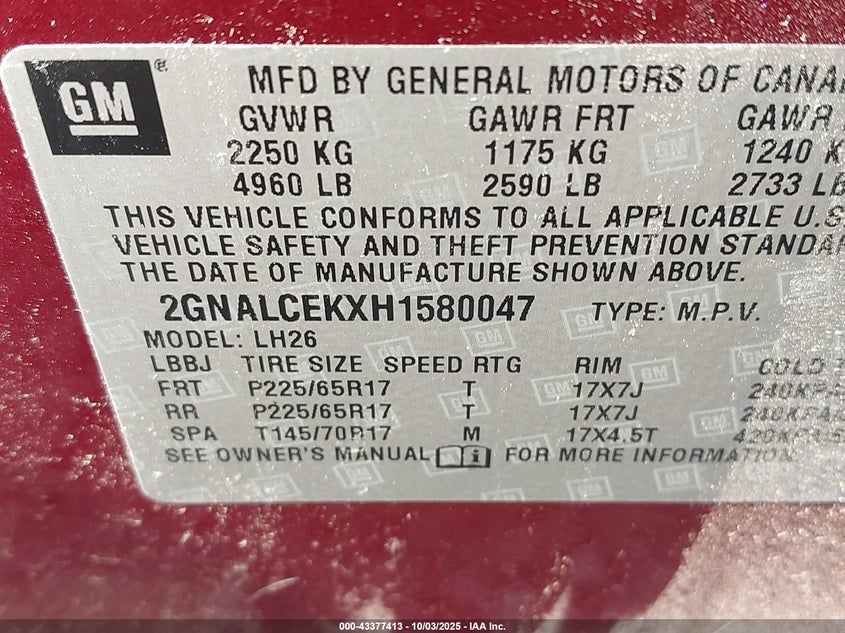 GM ®
MFD BY GENERAL MOTORS OF CANA
GVWR GAWR FRT GAWR
2250 KG 1175 KG 1240 K
4960 LB 2590 LB 2733 LB
THIS VEHICLE CONFORMS TO ALL APPLICABLE U.S
VEHICLE SAFETY AND THEFT PREVENTION STANDA
THE DATE OF MANUFACTURE SHOWN ABOVE.
2GNALCEKXH1580047 TYPE: M.P.V.
MODEL: LH26
LBBJ TIRE SIZE SPEED RTG RIM COLD
FRT P225/65R17 T 17X7J 240KPA
RR P225/65R17 T 17X7J 240KPA
SPA T145/70R17 M 17X4.5T 420KPA
SEE OWNER'S MANUAL FOR MORE INFORMATION
000-43377413 - 10/03/2025 - IAA Inc.